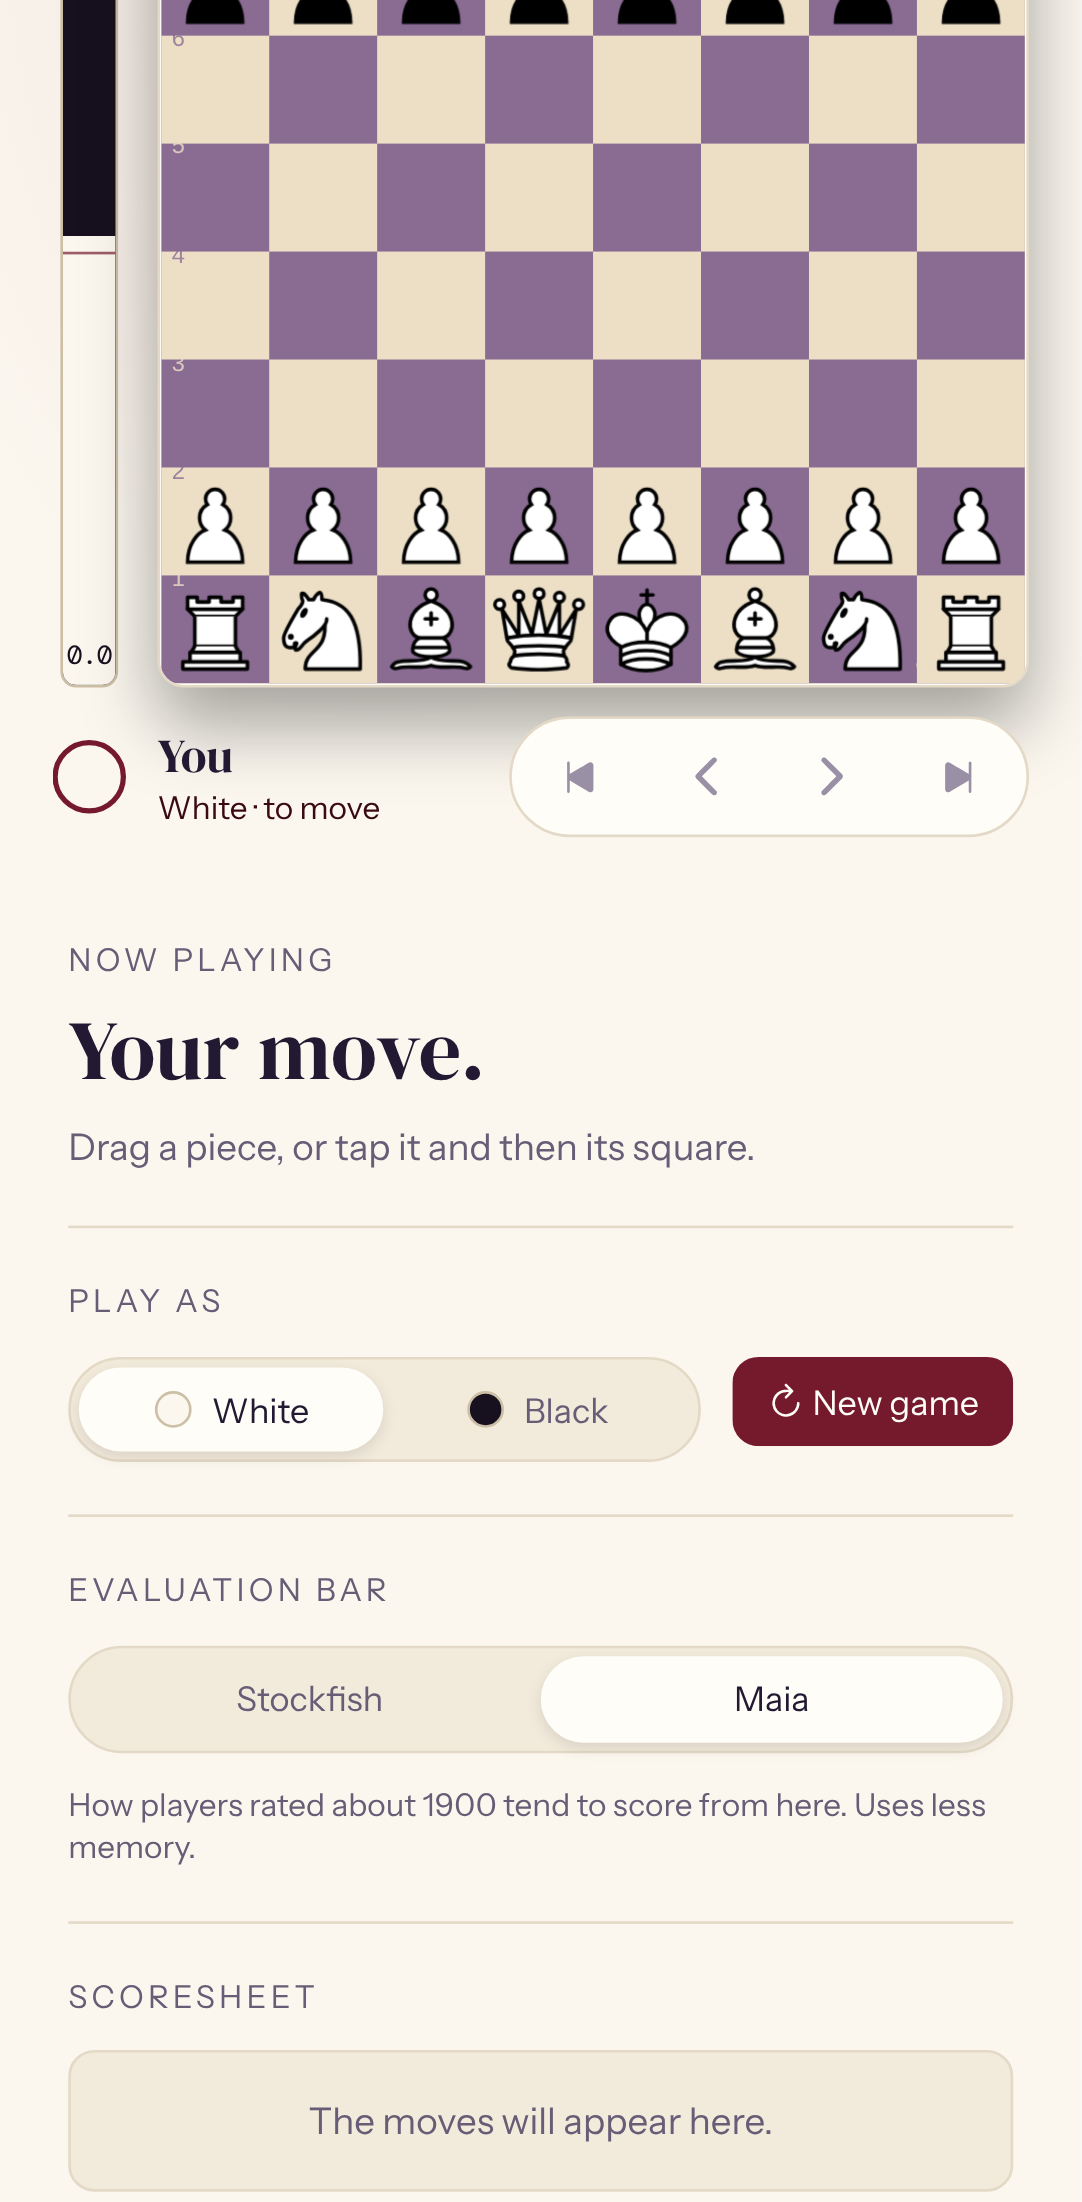 6
5
4
3
2
1
0.0
You
White · to move
NOW PLAYING
Your move.
Drag a piece, or tap it and then its square.
PLAY AS
White
Black
New game
EVALUATION BAR
Stockfish
Maia
How players rated about 1900 tend to score from here. Uses less
memory.
SCORESHEET
The moves will appear here.